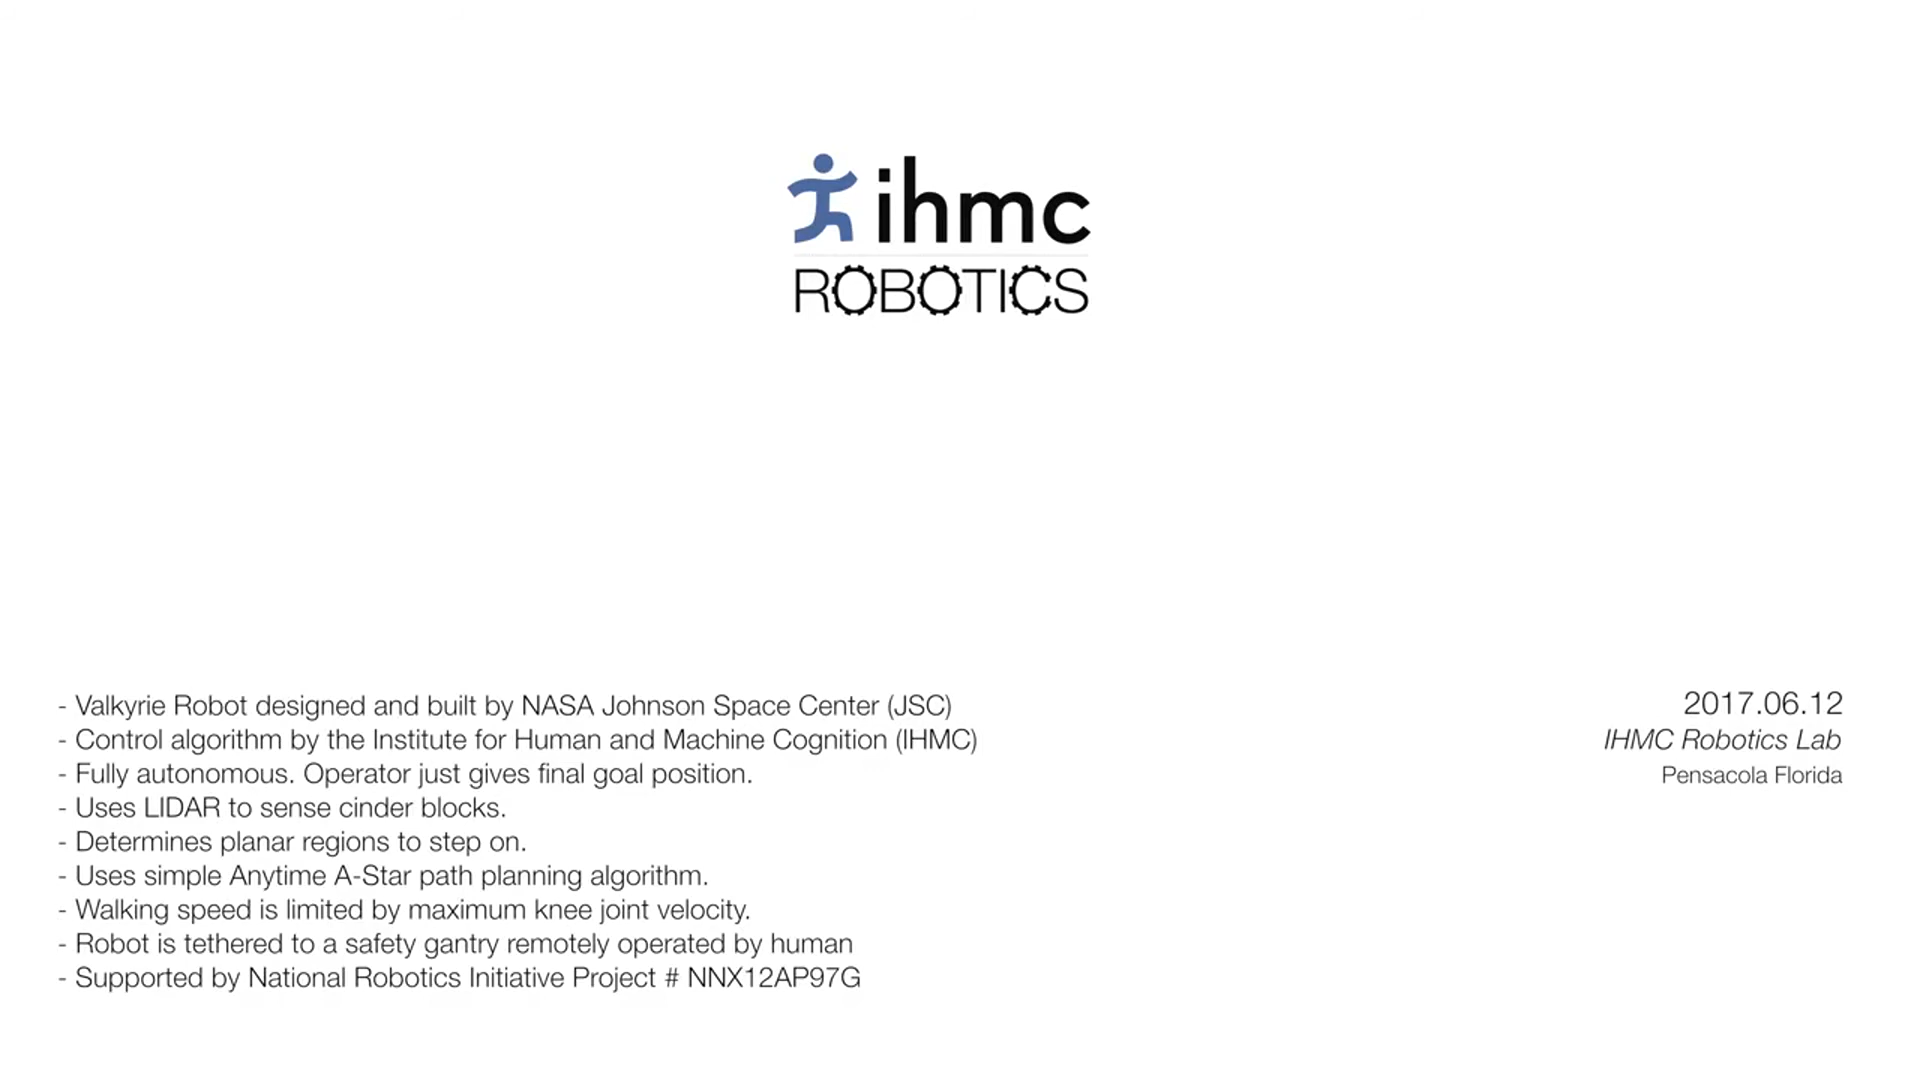 ihmc
ROBOTICS
- Valkyrie Robot designed and built by NASA Johnson Space Center (JSC)
- Control algorithm by the Institute for Human and Machine Cognition (IHMC)
- Fully autonomous. Operator just gives final goal position.
- Uses LIDAR to sense cinder blocks.
- Determines planar regions to step on.
- Uses simple Anytime A-Star path planning algorithm.
- Walking speed is limited by maximum knee joint velocity.
- Robot is tethered to a safety gantry remotely operated by human
- Supported by National Robotics Initiative Project # NNX12AP97G
2017.06.12
IHMC Robotics Lab
Pensacola Florida